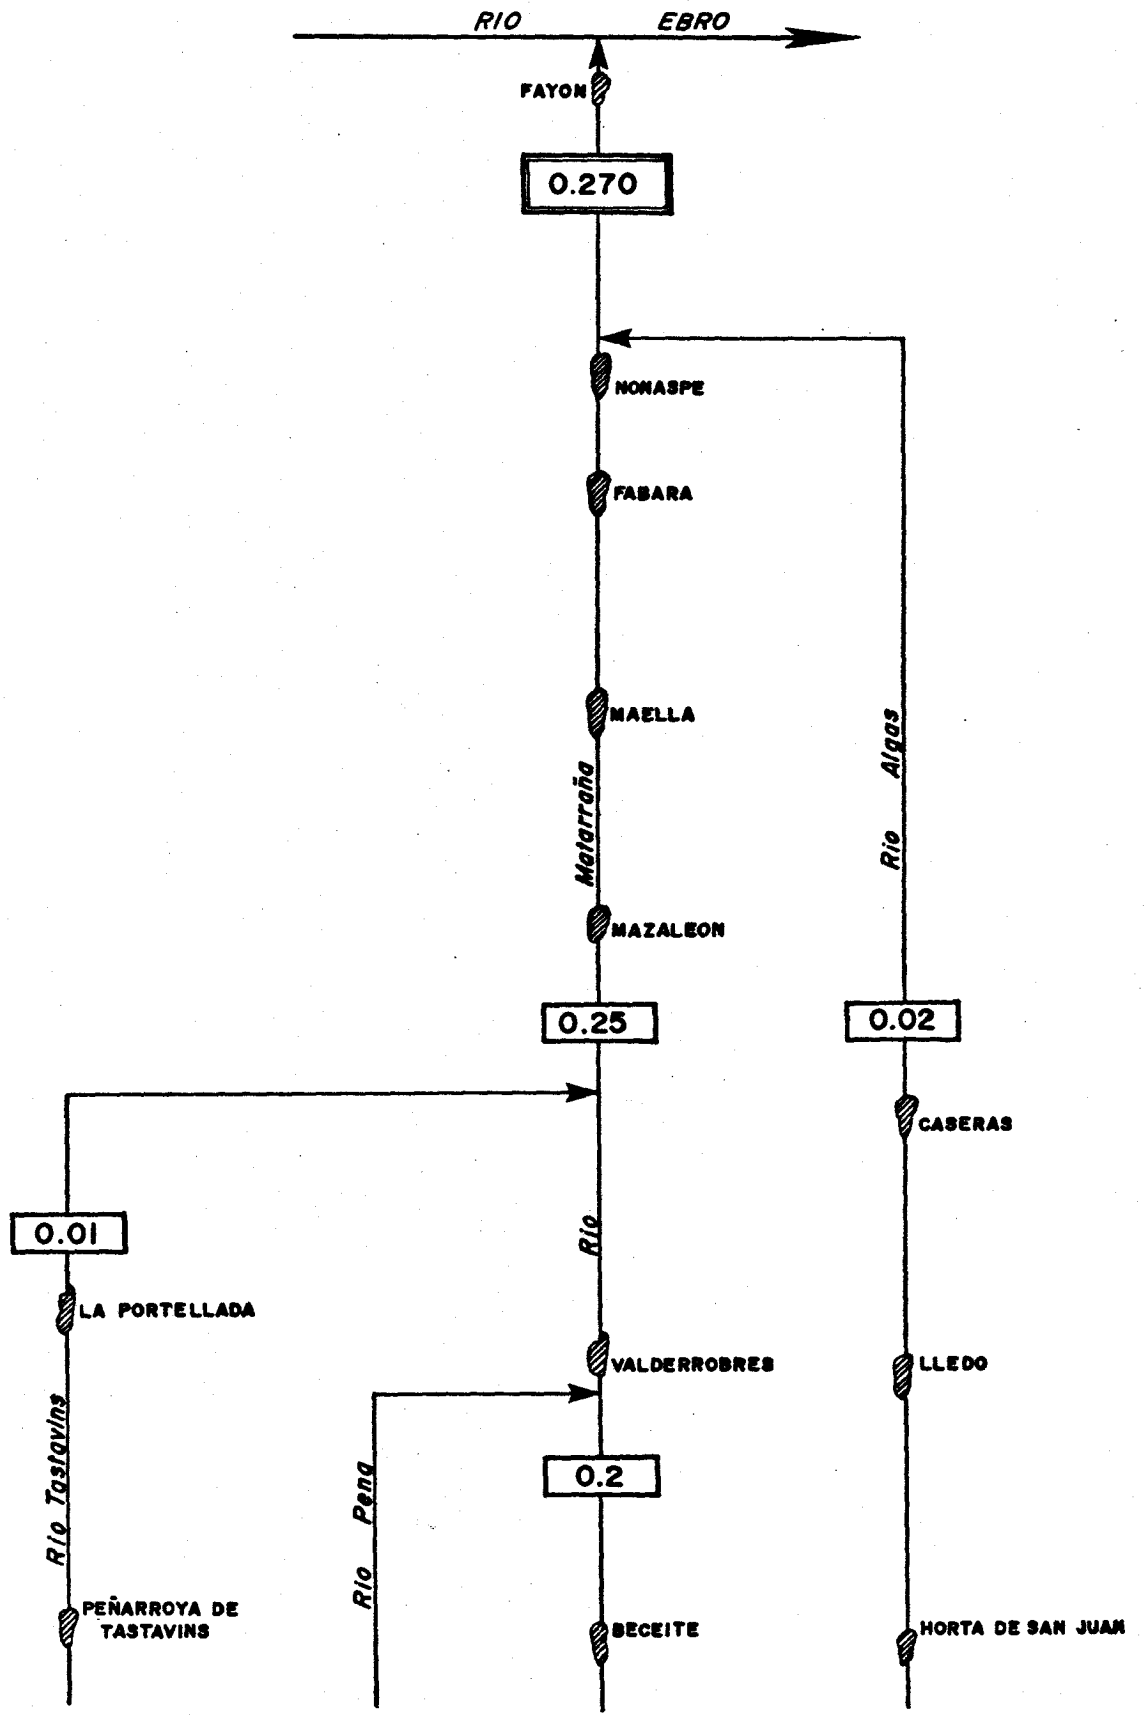 RIO EBRO
FAYON
0.270
NONASPE
FABARA
MAELLA
Rio Matarraña
Rio Algas
MAZALEON
0.25
0.02
CASERAS
0.01
LA PORTELLADA
VALDERROBRES
LLEDO
Rio Tastavins
Rio Pena
0.2
PEÑARROYA DE
TASTAVINS
BECEITE
HORTA DE SAN JUAN